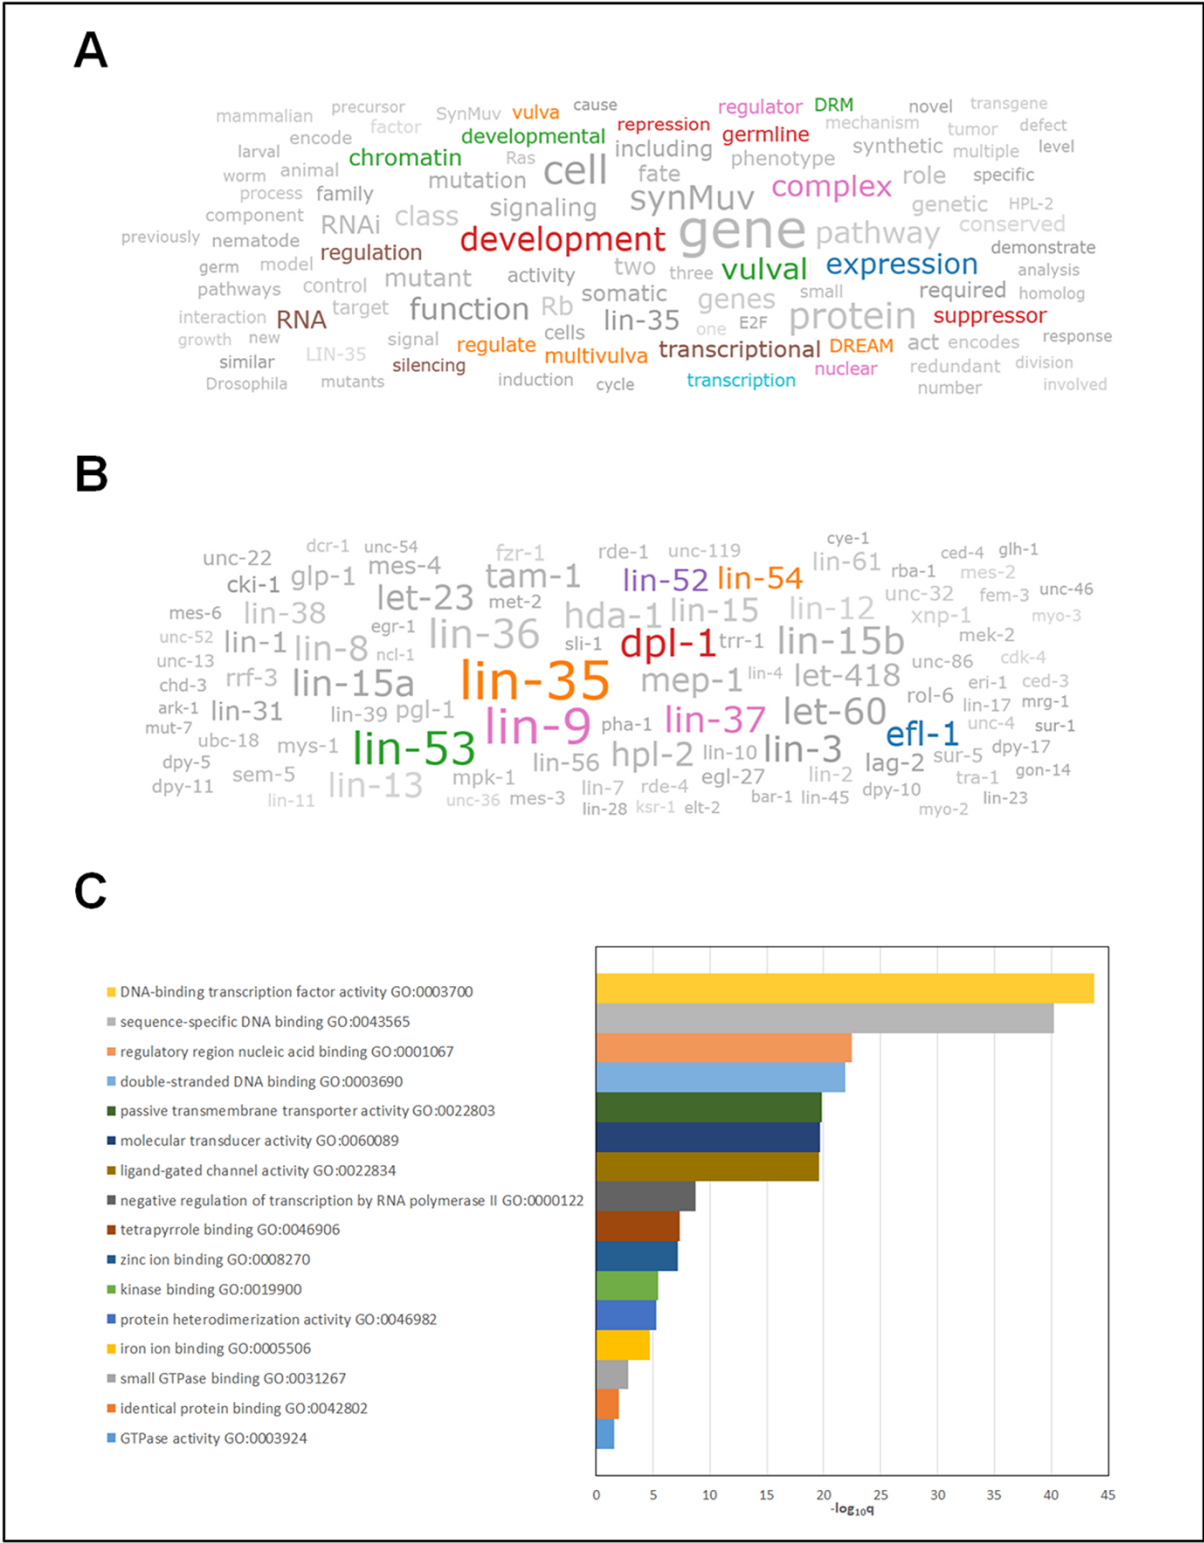 A
mammalian precursor SynMuv vulva cause regulator DRM novel transgene
encode factor developmental repression germline mechanism tumor defect
larval chromatin Ras including phenotype synthetic multiple level
worm animal mutation cell fate complex role specific
process family synMuv genetic HPL-2
component RNAi class signaling gene pathway conserved
previously nematode regulation development demonstrate
germ model mutant activity two three vulval expression analysis
pathways control somatic genes small required homolog
interaction RNA target function Rb lin-35 one E2F protein suppressor
growth new signal cells act encodes response
similar LIN-35 silencing regulate multivulva transcriptional DREAM redundant division
Drosophila mutants induction cycle transcription nuclear number involved
B
unc-22 dcr-1 unc-54 fzr-1 rde-1 unc-119 cye-1 ced-4 glh-1
cki-1 glp-1 mes-4 tam-1 lin-52 lin-54 lin-61 rba-1 mes-2
mes-6 lin-38 let-23 met-2 hda-1 lin-15 lin-12 unc-32 fem-3 unc-46
xnp-1 myo-3
unc-52 lin-1 lin-8 egr-1 lin-36 sli-1 dpl-1 trr-1 lin-15b mek-2
unc-13 ncl-1 unc-86 cdk-4
chd-3 rrf-3 lin-15a lin-35 mep-1 lin-4 let-418 rol-6 eri-1 ced-3
ark-1 lin-31 lin-39 pgl-1 lin-9 pha-1 lin-37 let-60 lin-17 mrg-1
mut-7 ubc-18 mys-1 lin-53 efl-1 unc-4 sur-1
dpy-5 sem-5 lin-56 hpl-2 lin-10 lin-3 lag-2 sur-5 dpy-17
dpy-11 lin-13 mpk-1 lln-7 rde-4 egl-27 lin-2 dpy-10 tra-1 gon-14
lin-11 unc-36 mes-3 lin-28 ksr-1 elt-2 bar-1 lin-45 myo-2 lin-23
C
DNA-binding transcription factor activity GO:0003700
sequence-specific DNA binding GO:0043565
regulatory region nucleic acid binding GO:0001067
double-stranded DNA binding GO:0003690
passive transmembrane transporter activity GO:0022803
molecular transducer activity GO:0060089
ligand-gated channel activity GO:0022834
negative regulation of transcription by RNA polymerase II GO:0000122
tetrapyrrole binding GO:0046906
zinc ion binding GO:0008270
kinase binding GO:0019900
protein heterodimerization activity GO:0046982
iron ion binding GO:0005506
small GTPase binding GO:0031267
identical protein binding GO:0042802
GTPase activity GO:0003924
0 5 10 15 20 25 30 35 40 45
-log₁₀q